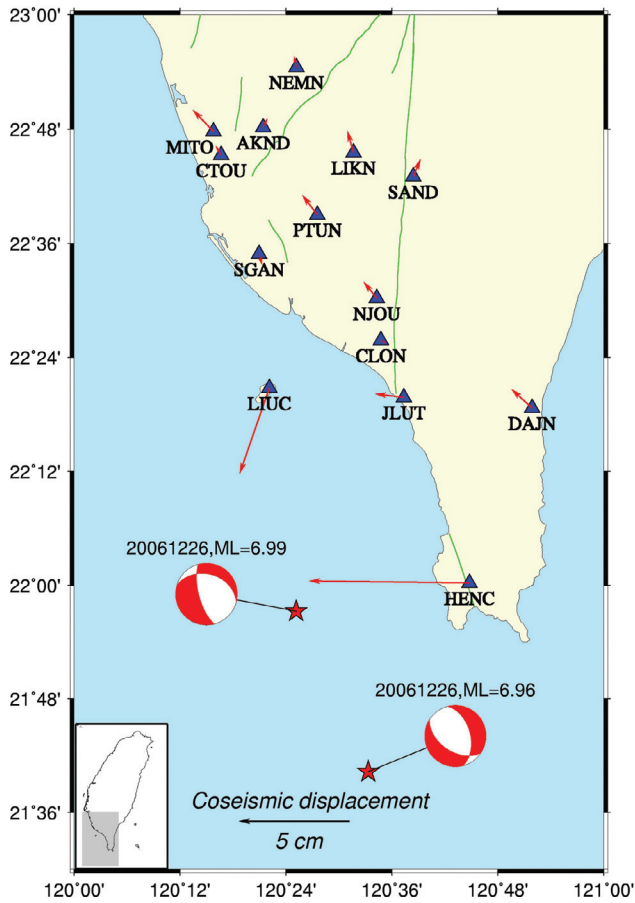 23°00'
22°48'
22°36'
22°24'
22°12'
22°00'
21°48'
21°36'
NEMN
MITO
AKND
CTOU
LIKN
SAND
PTUN
SGAN
NJOU
CLON
LIUC
JLUT
DAJN
20061226,ML=6.99
HENC
20061226,ML=6.96
Coseismic displacement
5 cm
120°00'
120°12'
120°24'
120°36'
120°48'
121°00'